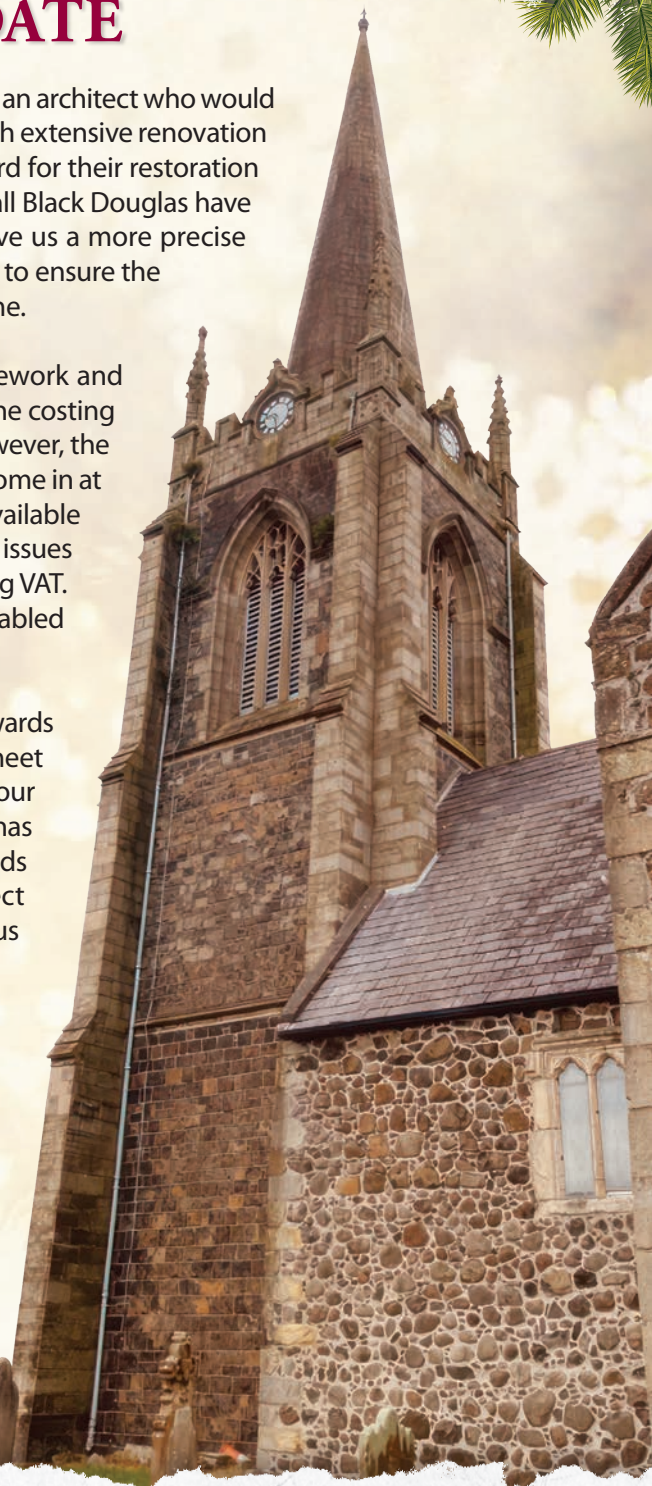 DATE
an architect who would
h extensive renovation
rd for their restoration
all Black Douglas have
ve us a more precise
to ensure the
ne.
ework and
ne costing
wever, the
ome in at
vailable
issues
g VAT.
abled
wards
neet
our
has
ds
ect
us